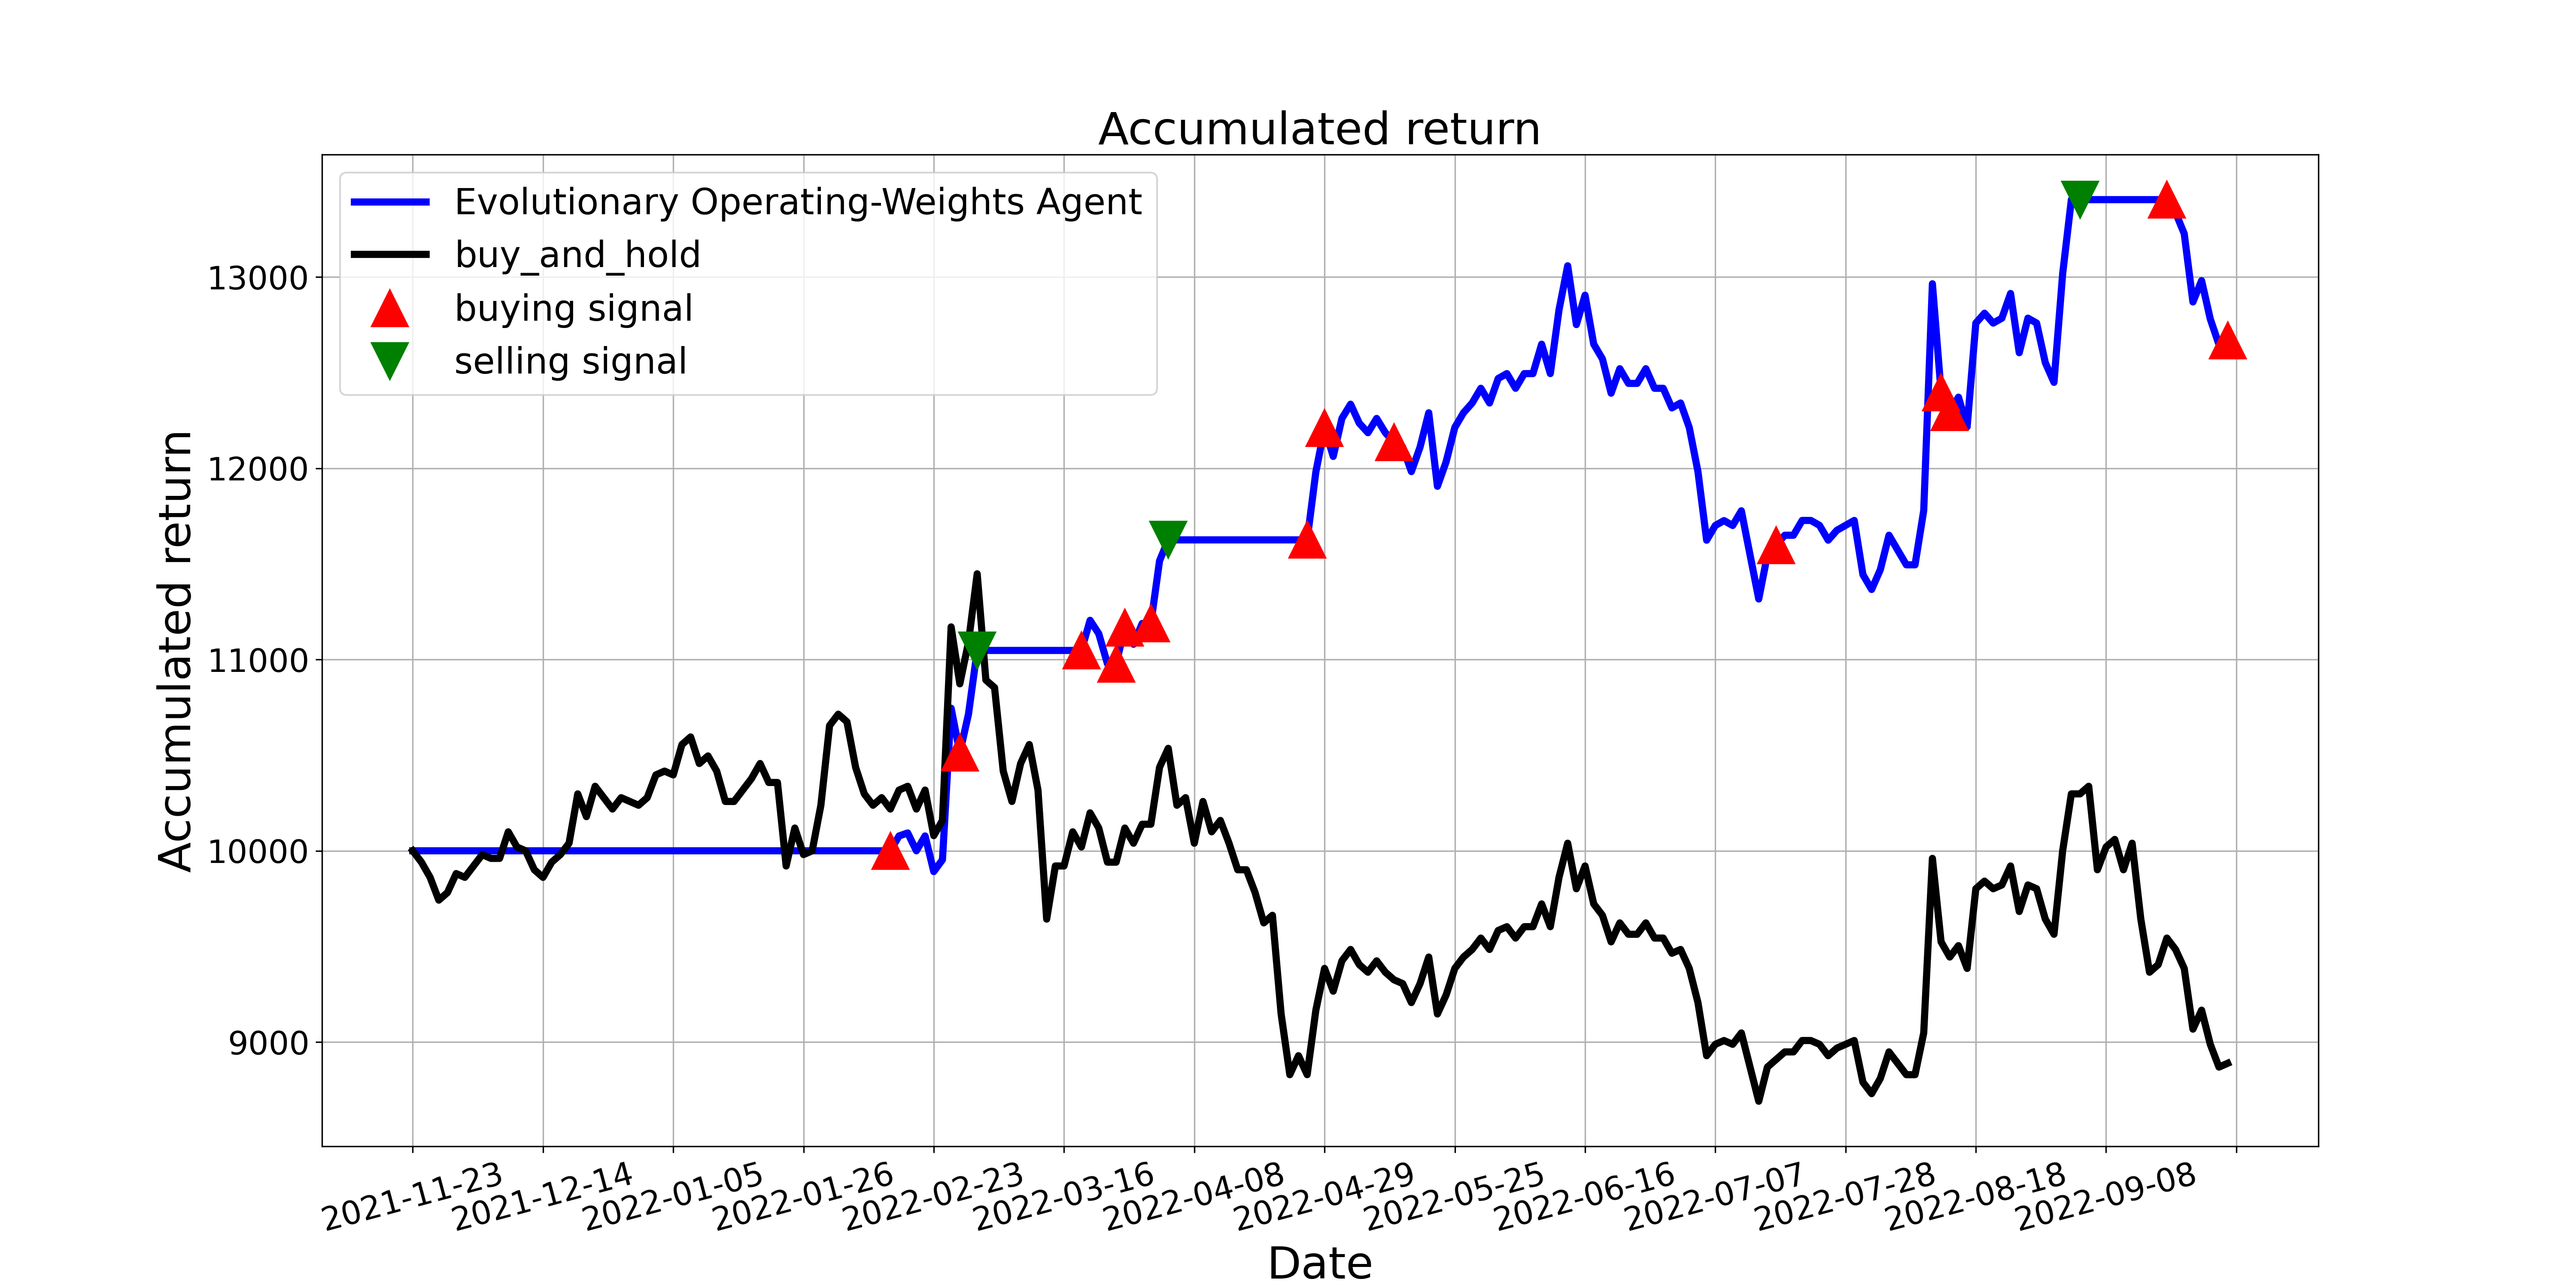 Accumulated return
Evolutionary Operating-Weights Agent
buy_and_hold
buying signal
selling signal
Accumulated return
13000
12000
11000
10000
9000
2021-11-23
2021-12-14
2022-01-05
2022-01-26
2022-02-23
2022-03-16
2022-04-08
2022-04-29
2022-05-25
2022-06-16
2022-07-07
2022-07-28
2022-08-18
2022-09-08
Date